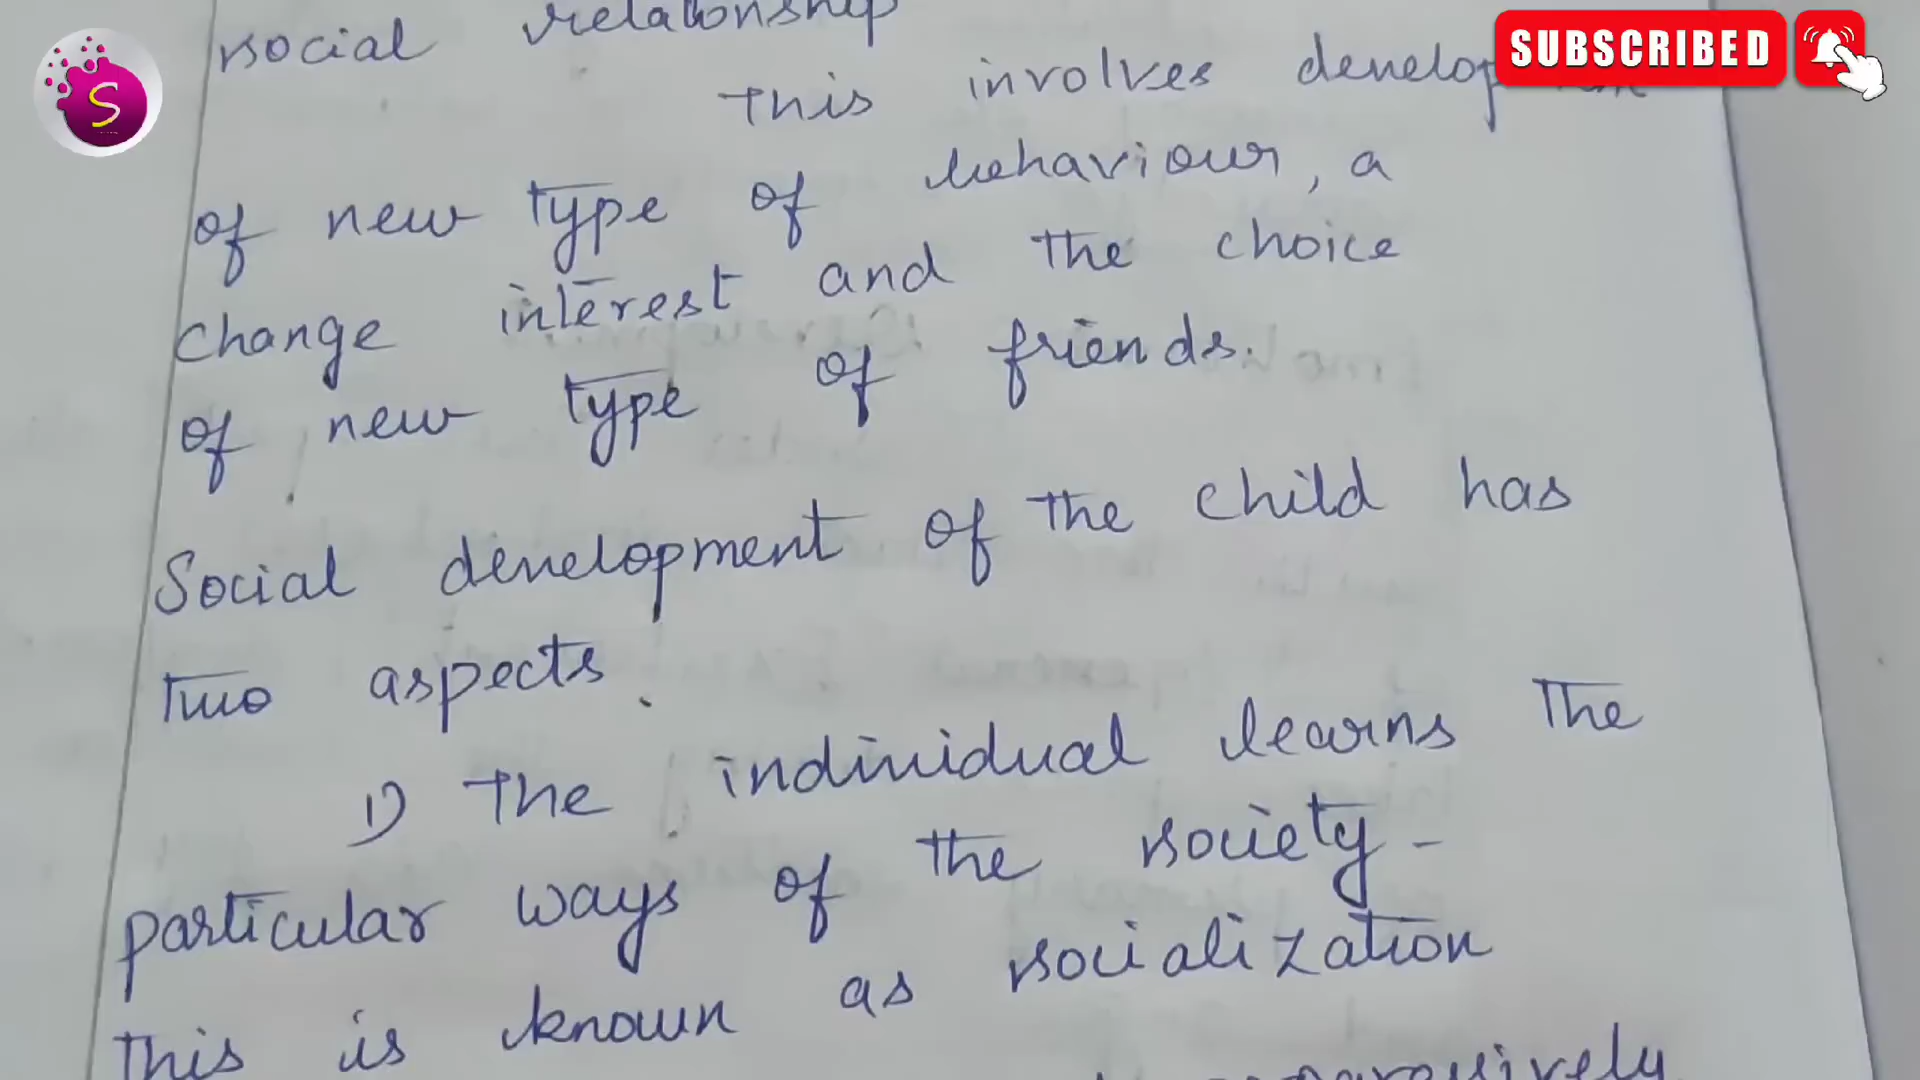 SUBSCRIBED
S
social relationship
This involves
of new type of behaviour, a
change interest and the choice
of new type of friends.
Social development of the child has
two aspects.
1) The individual learns the
particular ways of the society -
this is known as socialization